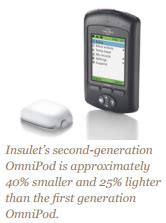 Insulet's second-generation
OmniPod is approximately
40% smaller and 25% lighter
than the first generation
OmniPod.